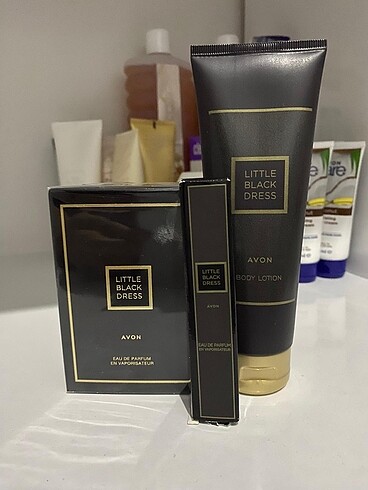 LITTLE
BLACK
DRESS
AVON
EAU DE PARFUM
EN VAPORISATEUR
LITTLE
BLACK
DRESS
AVON
EAU DE PARFUM
EN VAPORISATEUR
LITTLE
BLACK
DRESS
AVON
BODY LOTION
are